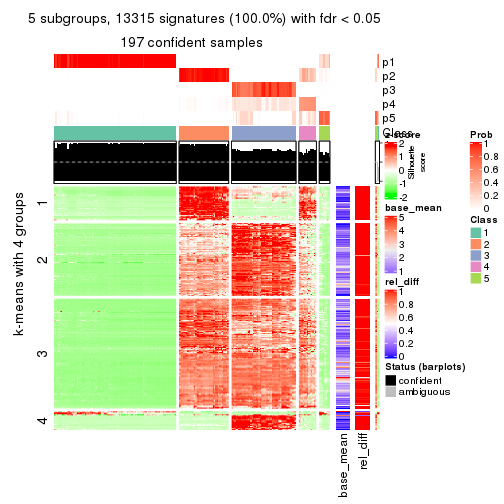 5 subgroups, 13315 signatures (100.0%) with fdr < 0.05
197 confident samples
p1
p2
p3
p4
p5
Class
Silhouette
score
k-means with 4 groups
1
2
3
4
base_mean
rel_diff
z-score
2
1
0
-1
-2
base_mean
5
4
3
2
1
rel_diff
1
0.8
0.6
0.4
0.2
0
Status (barplots)
confident
ambiguous
Prob
1
0.8
0.6
0.4
0.2
0
Class
1
2
3
4
5